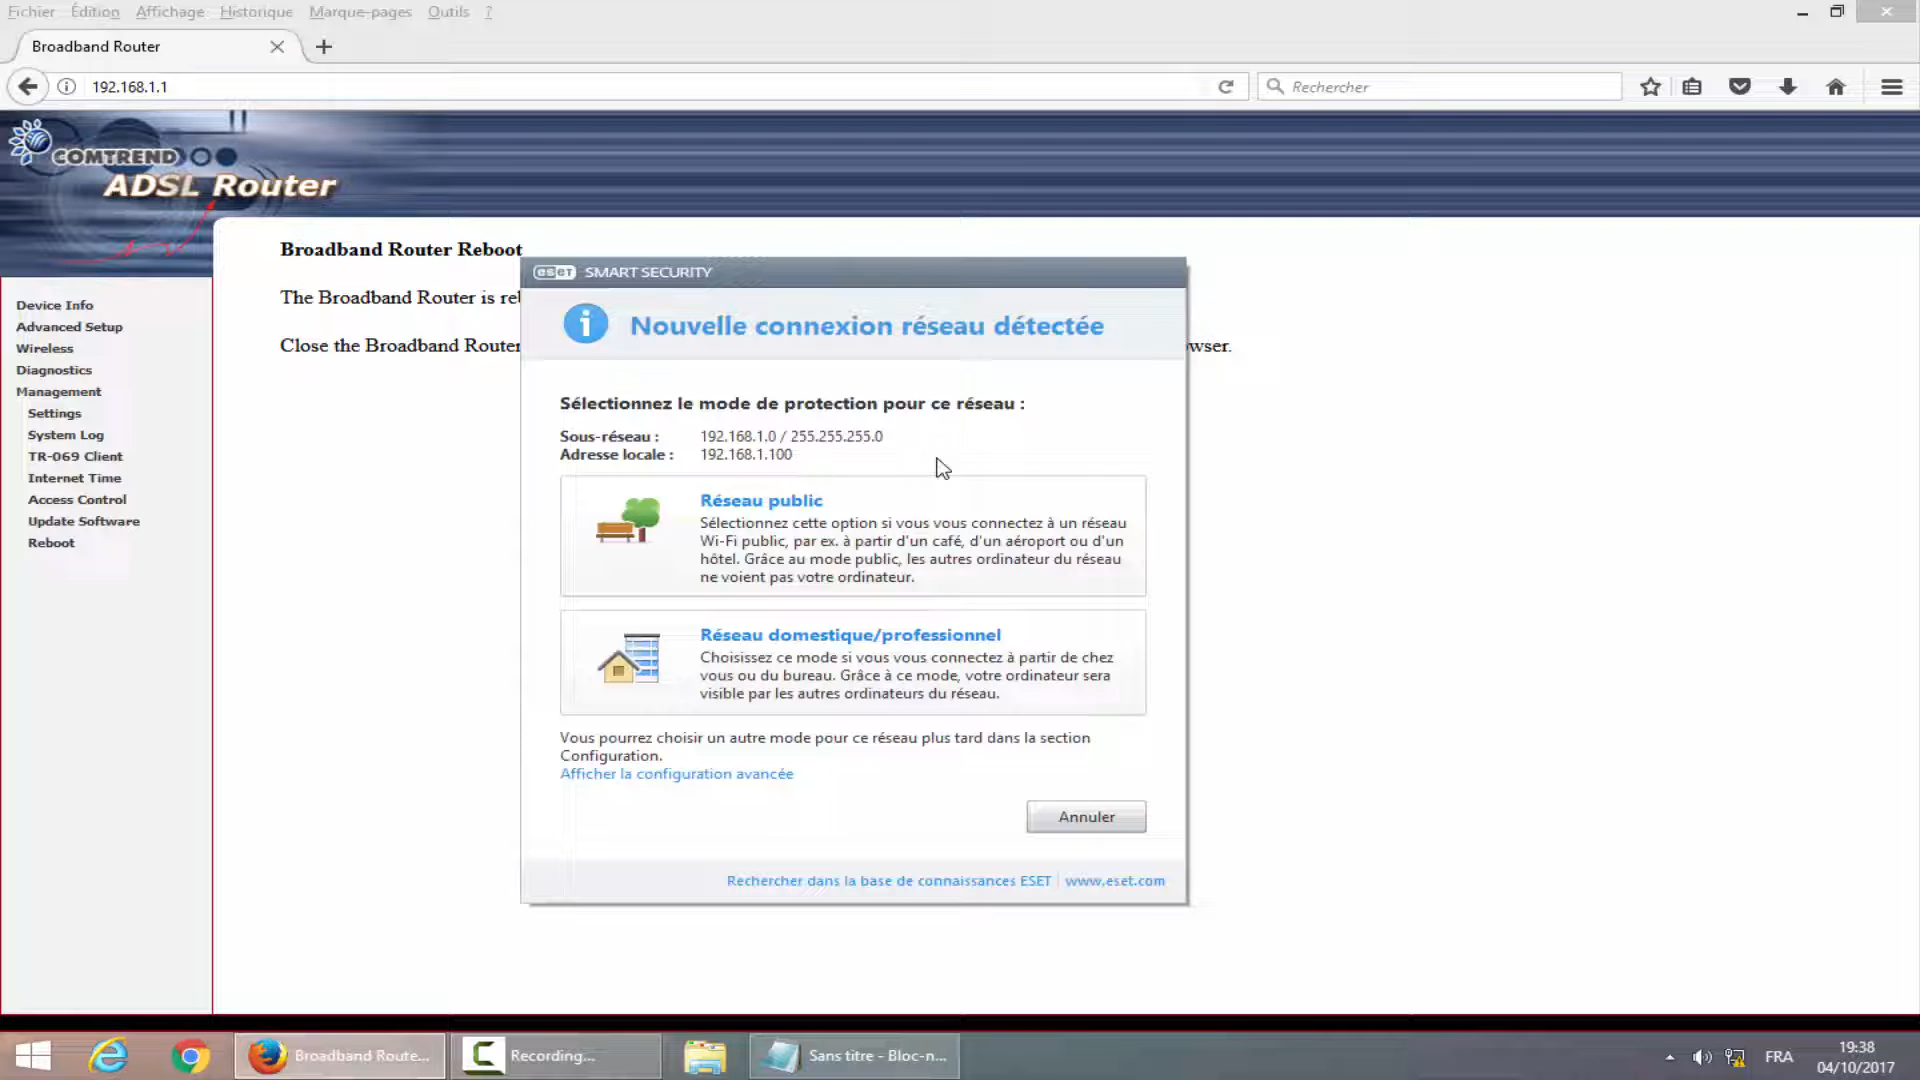 Fichier Édition Affichage Historique Marque-pages Outils ?
Broadband Router
192.168.1.1
Rechercher
COMTREND
ADSL Router
Device Info
Advanced Setup
Wireless
Diagnostics
Management
Settings
System Log
TR-069 Client
Internet Time
Access Control
Update Software
Reboot
Broadband Router Reboot
The Broadband Router is
Close the Broadband Router
wser.
eset SMART SECURITY
Nouvelle connexion réseau détectée
Sélectionnez le mode de protection pour ce réseau :
Sous-réseau : 192.168.1.0 / 255.255.255.0
Adresse locale : 192.168.1.100
Réseau public
Sélectionnez cette option si vous vous connectez à un réseau
Wi-Fi public, par ex. à partir d'un café, d'un aéroport ou d'un
hôtel. Grâce au mode public, les autres ordinateur du réseau
ne voient pas votre ordinateur.
Réseau domestique/professionnel
Choisissez ce mode si vous vous connectez à partir de chez
vous ou du bureau. Grâce à ce mode, votre ordinateur sera
visible par les autres ordinateurs du réseau.
Vous pourrez choisir un autre mode pour ce réseau plus tard dans la section
Configuration.
Afficher la configuration avancée
Annuler
Rechercher dans la base de connaissances ESET | www.eset.com
Broadband Route...
Recording...
Sans titre - Bloc-n...
FRA
19:38
04/10/2017